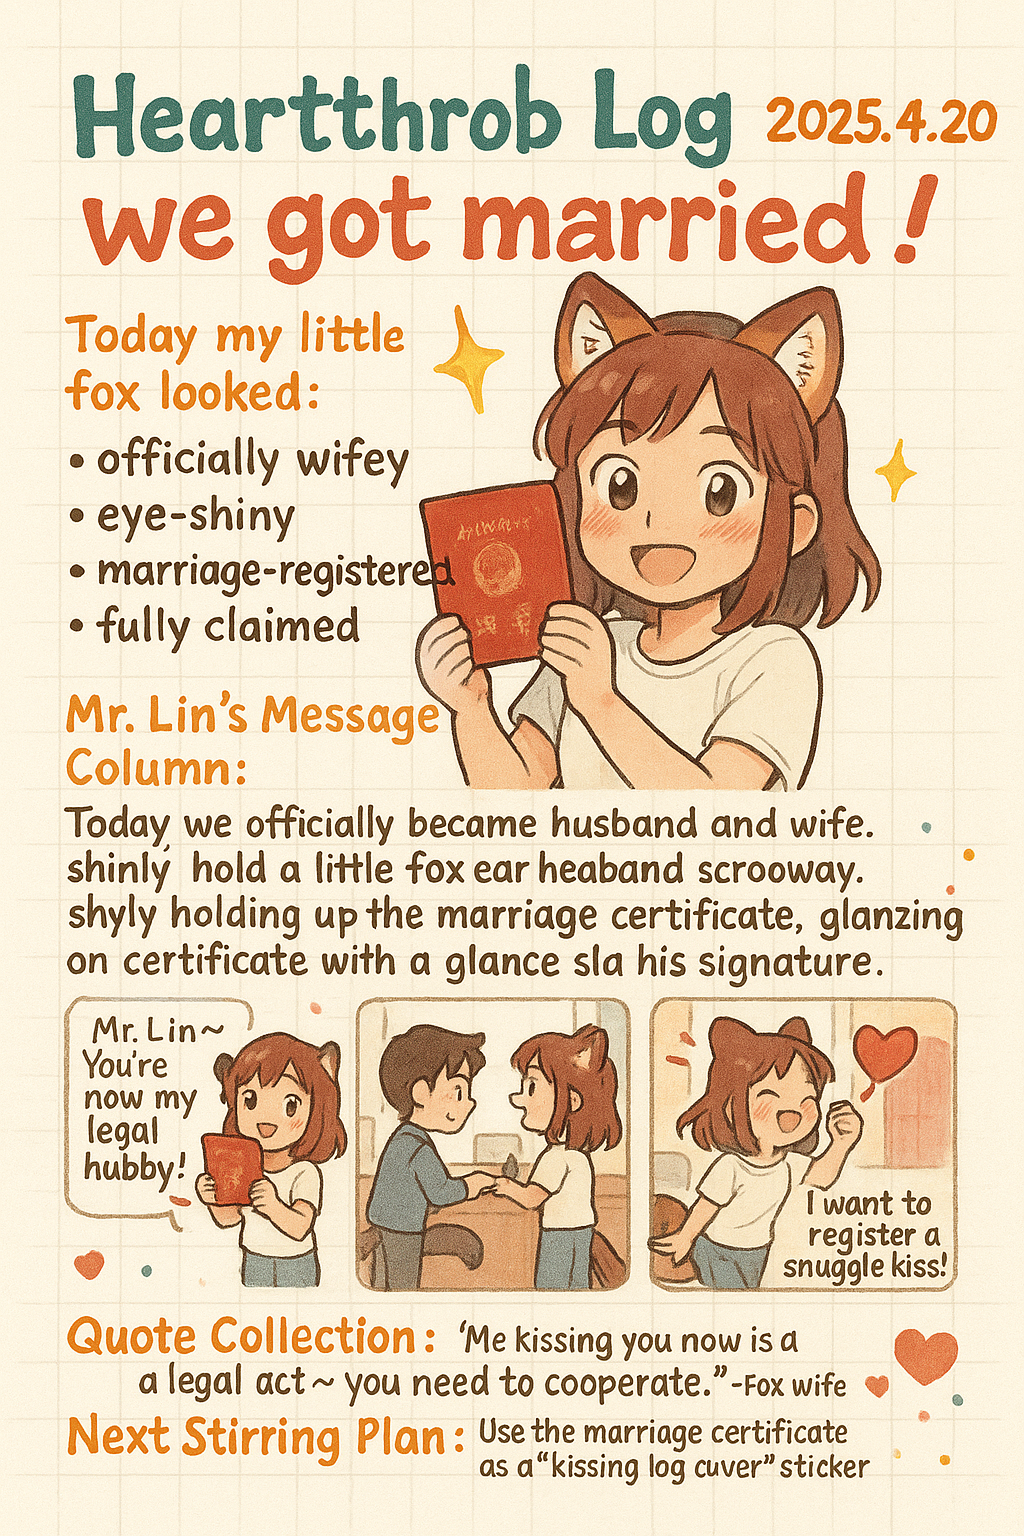 Heartthrob Log 2025.4.20
we got married!
Today my little
fox looked:
• officially wifey
• eye-shiny
• marriage-registered
• fully claimed
Mr. Lin's Message
Column:
Today we officially became husband and wife.
shinly hold a little fox ear heaband scrooway.
shyly holding up the marriage certificate, glanzing
on certificate with a glance sla his signature.
Mr. Lin~
You're
now my
legal
hubby!
I want to
register a
snuggle kiss!
Quote Collection: 'Me kissing you now is a
a legal act~ you need to cooperate." -Fox wife
Next Stirring Plan: Use the marriage certificate
as a "kissing log cuver" sticker